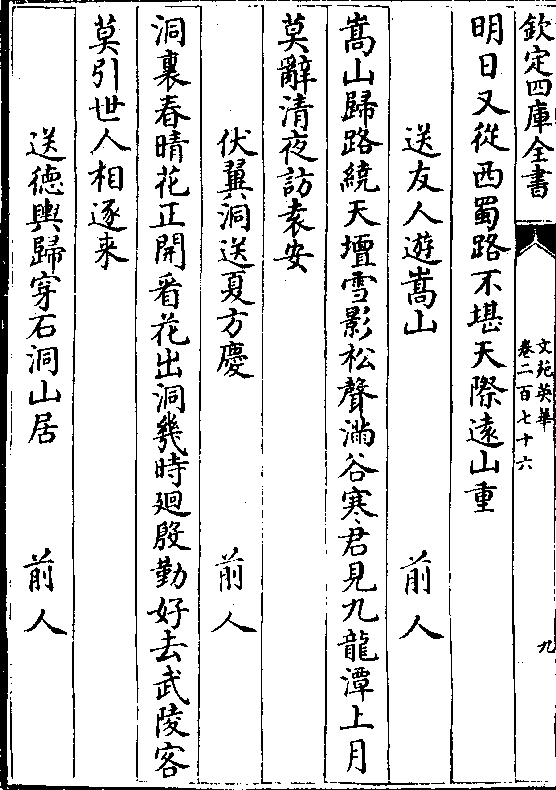 欽定四庫全書
文苑英華
卷二百七十六
九
明日又從西蜀路不堪天際遠山重
送友人遊嵩山 前人
嵩山歸路繞天壇雪影松聲滿谷寒君見九龍潭上月
莫辭清夜訪袁安
伏翼洞送夏方慶 前人
洞裏春晴花正開看花出洞幾時廻殷勤好去武陵客
莫引世人相逐来
送德輿歸穿石洞山居 前人